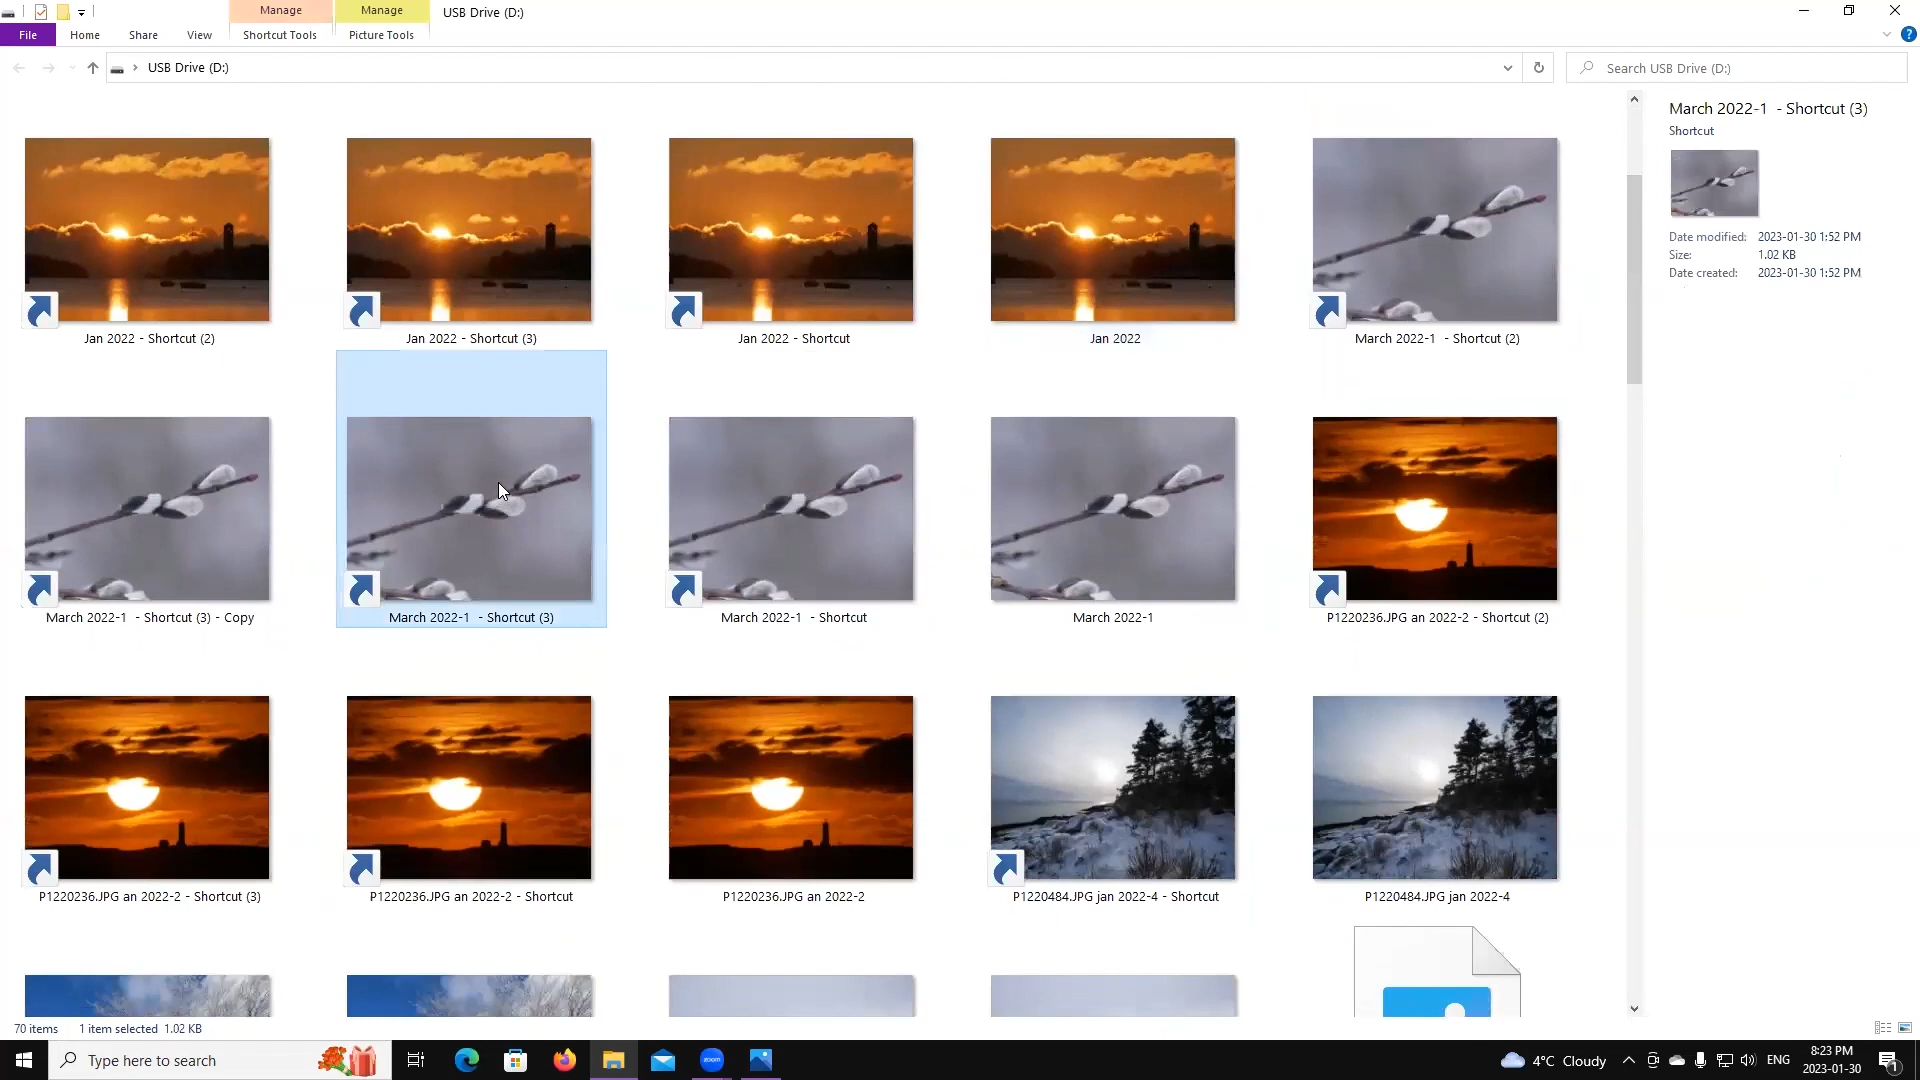 Manage
Manage
USB Drive (D:)
File
Home
Share
View
Shortcut Tools
Picture Tools
?
USB Drive (D:)
Search USB Drive (D:)
March 2022-1  - Shortcut (3)
Shortcut
Date modified: 2023-01-30 1:52 PM
Size: 1.02 KB
Date created: 2023-01-30 1:52 PM
Jan 2022 - Shortcut (2)
Jan 2022 - Shortcut (3)
Jan 2022 - Shortcut
Jan 2022
March 2022-1  - Shortcut (2)
March 2022-1  - Shortcut (3) - Copy
March 2022-1  - Shortcut (3)
March 2022-1  - Shortcut
March 2022-1
P1220236.JPG an 2022-2 - Shortcut (2)
P1220236.JPG an 2022-2 - Shortcut (3)
P1220236.JPG an 2022-2 - Shortcut
P1220236.JPG an 2022-2
P1220484.JPG jan 2022-4 - Shortcut
P1220484.JPG jan 2022-4
70 items
1 item selected  1.02 KB
Type here to search
zoom
4°C Cloudy
ENG
8:23 PM
2023-01-30
1